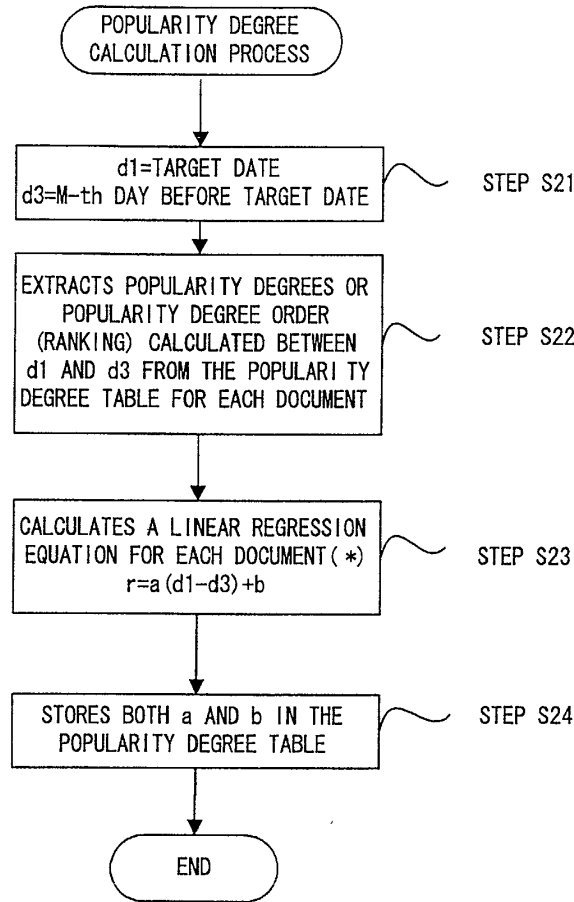 POPULARITY DEGREE
CALCULATION PROCESS
d1=TARGET DATE
d3=M-th DAY BEFORE TARGET DATE
STEP S21
EXTRACTS POPULARITY DEGREES OR
POPULARITY DEGREE ORDER
(RANKING) CALCULATED BETWEEN
d1 AND d3 FROM THE POPULARITY
DEGREE TABLE FOR EACH DOCUMENT
STEP S22
CALCULATES A LINEAR REGRESSION
EQUATION FOR EACH DOCUMENT(*)
r=a(d1-d3)+b
STEP S23
STORES BOTH a AND b IN THE
POPULARITY DEGREE TABLE
STEP S24
END